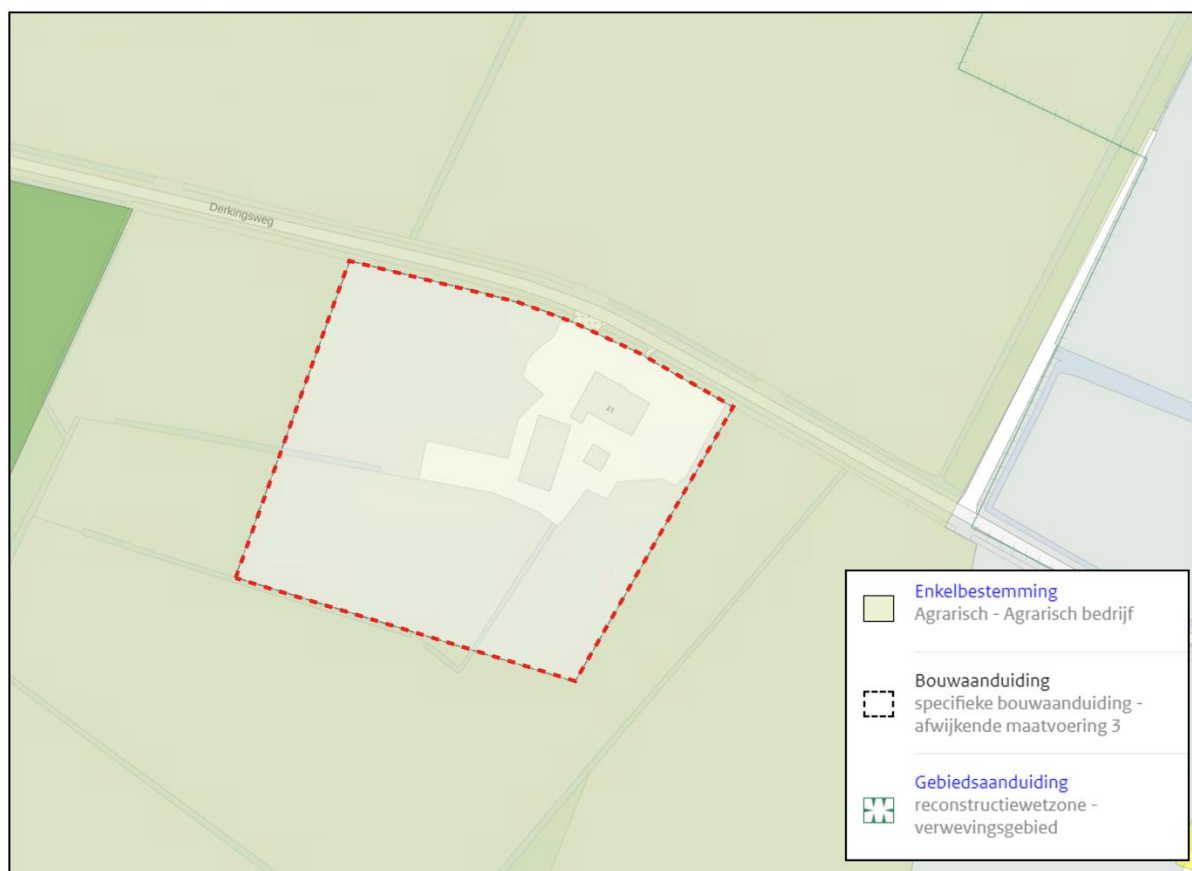 Derkingsweg
21
Enkelbestemming
Agrarisch - Agrarisch bedrijf
Bouwaanduiding
specifieke bouwaanduiding -
afwijkende maatvoering 3
Gebiedsaanduiding
reconstructiewetzone -
verwevingsgebied